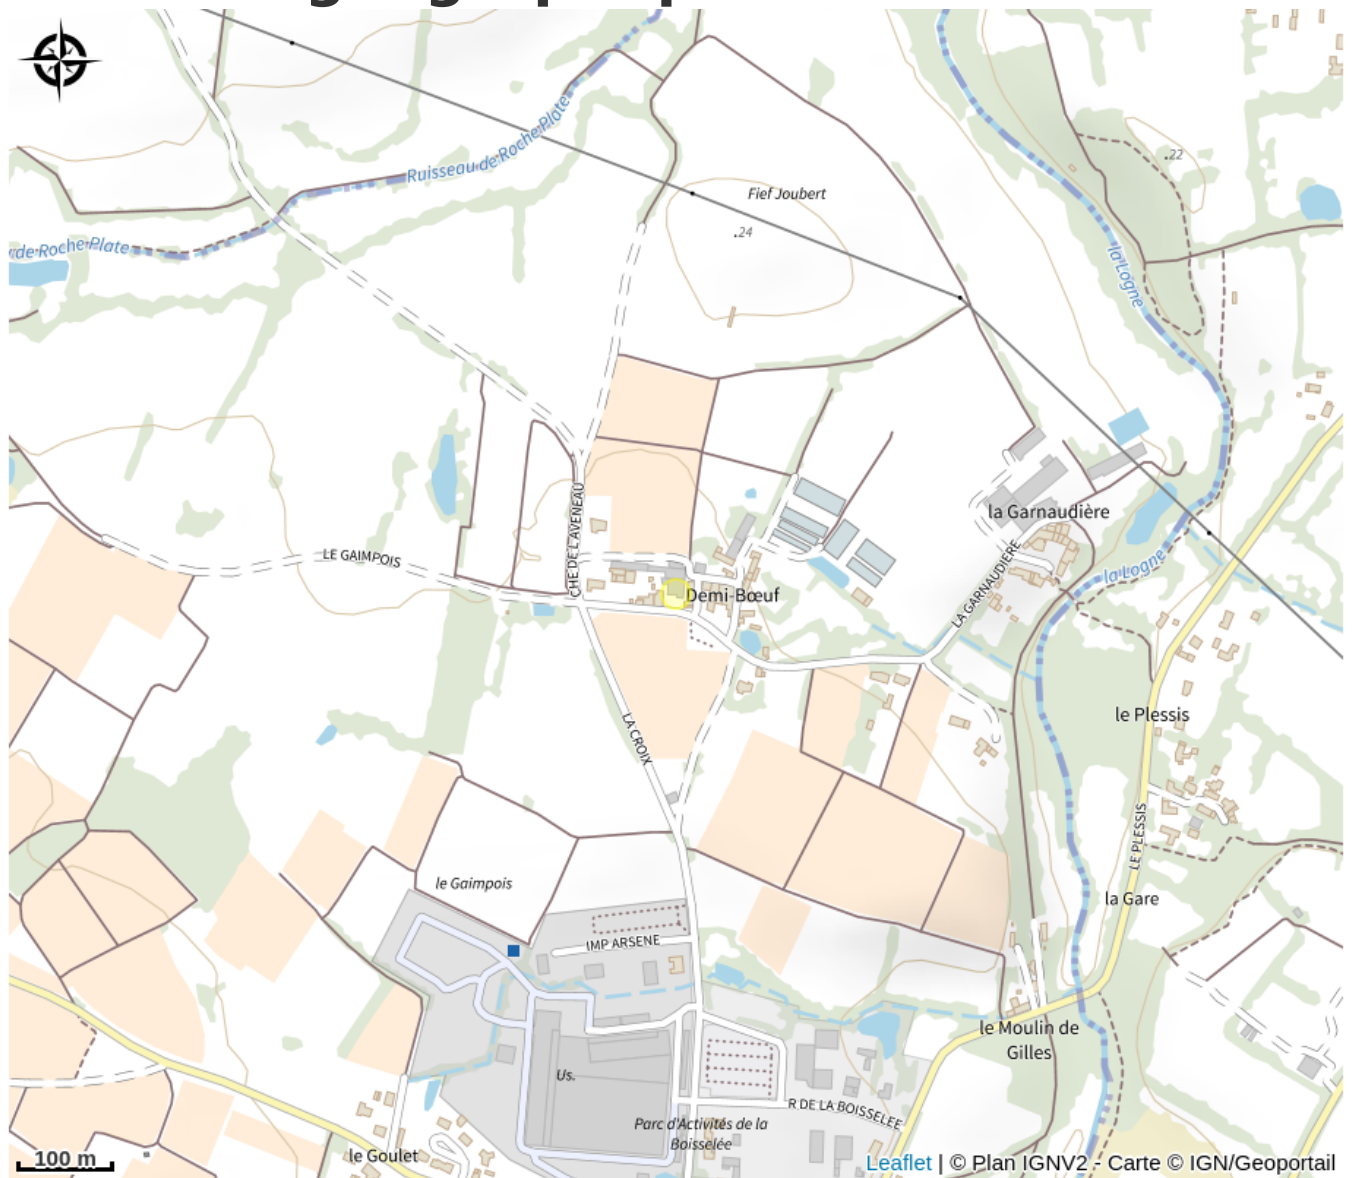 .22
Ruisseau de Roche Plate
Fief Joubert
.24
de Roche Plate
la Logne
CHE DE L'AVENEAU
la Garnaudière
LE GAIMPOIS
LA GARNAUDIÈRE
la Logne
Demi-Bœuf
le Plessis
LA CROIX
LE PLESSIS
le Gaimpois
la Gare
IMP ARSENE
le Moulin de
Gilles
Us.
R DE LA BOISSELEE
Parc d'Activités de la
Boisselée
le Goulet
100 m
Leaflet | © Plan IGNV2 - Carte © IGN/Geoportail